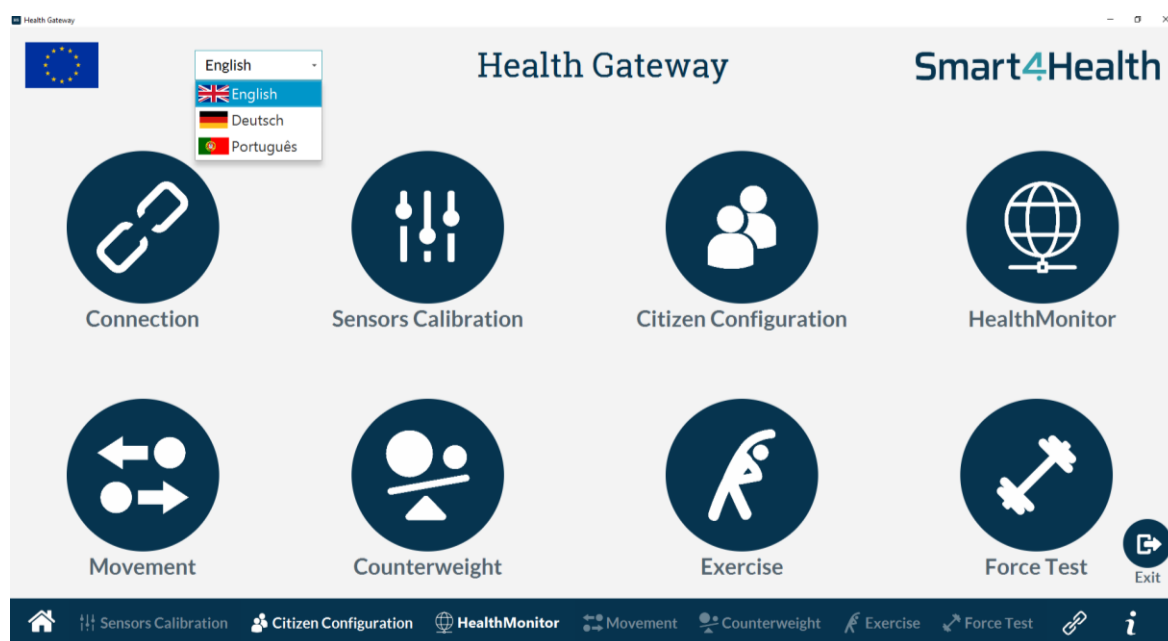 Health Gateway
English
Health Gateway
Smart4Health
English
Deutsch
Português
Connection
Sensors Calibration
Citizen Configuration
HealthMonitor
Movement
Counterweight
Exercise
Force Test
Exit
Sensors Calibration
Citizen Configuration
HealthMonitor
Movement
Counterweight
Exercise
Force Test
i